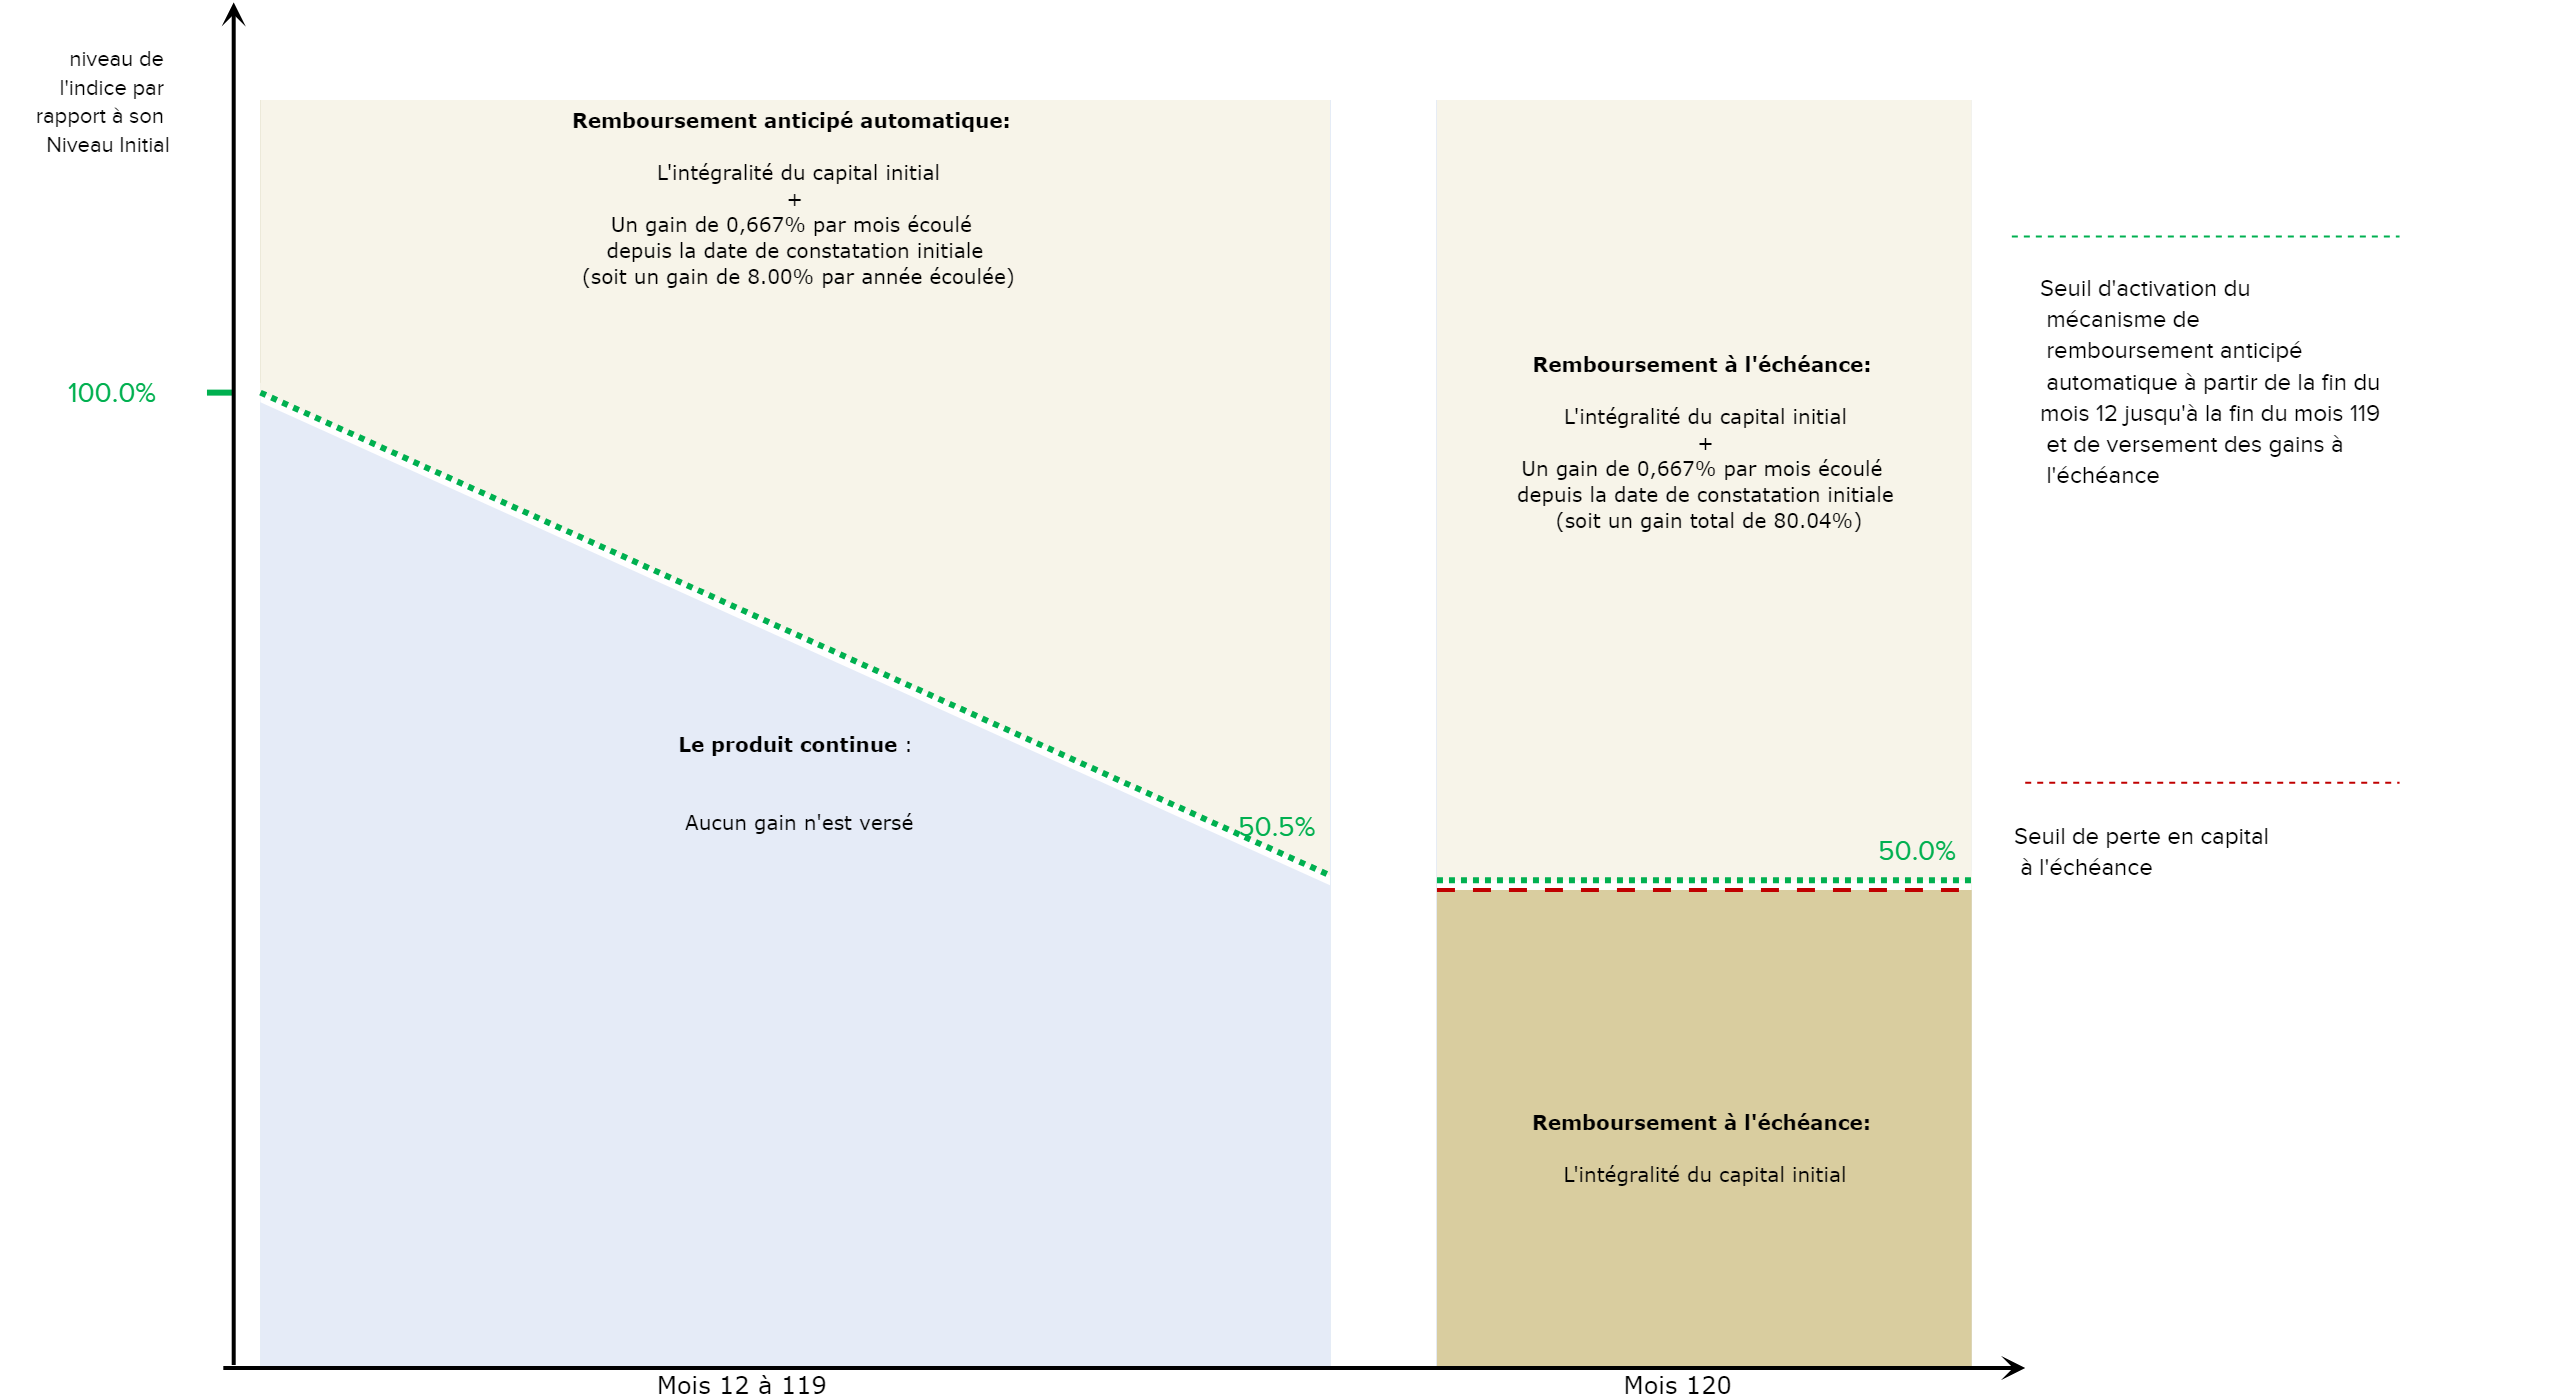 niveau de
l'indice par
rapport à son
Niveau Initial
100.0%
Remboursement anticipé automatique:
L'intégralité du capital initial
+
Un gain de 0,667% par mois écoulé
depuis la date de constatation initiale
(soit un gain de 8.00% par année écoulée)
Le produit continue :
Aucun gain n'est versé
50.5%
Remboursement à l'échéance:
L'intégralité du capital initial
+
Un gain de 0,667% par mois écoulé
depuis la date de constatation initiale
(soit un gain total de 80.04%)
50.0%
Remboursement à l'échéance:
L'intégralité du capital initial
Seuil d'activation du
mécanisme de
remboursement anticipé
automatique à partir de la fin du
mois 12 jusqu'à la fin du mois 119
et de versement des gains à
l'échéance
Seuil de perte en capital
à l'échéance
Mois 12 à 119
Mois 120